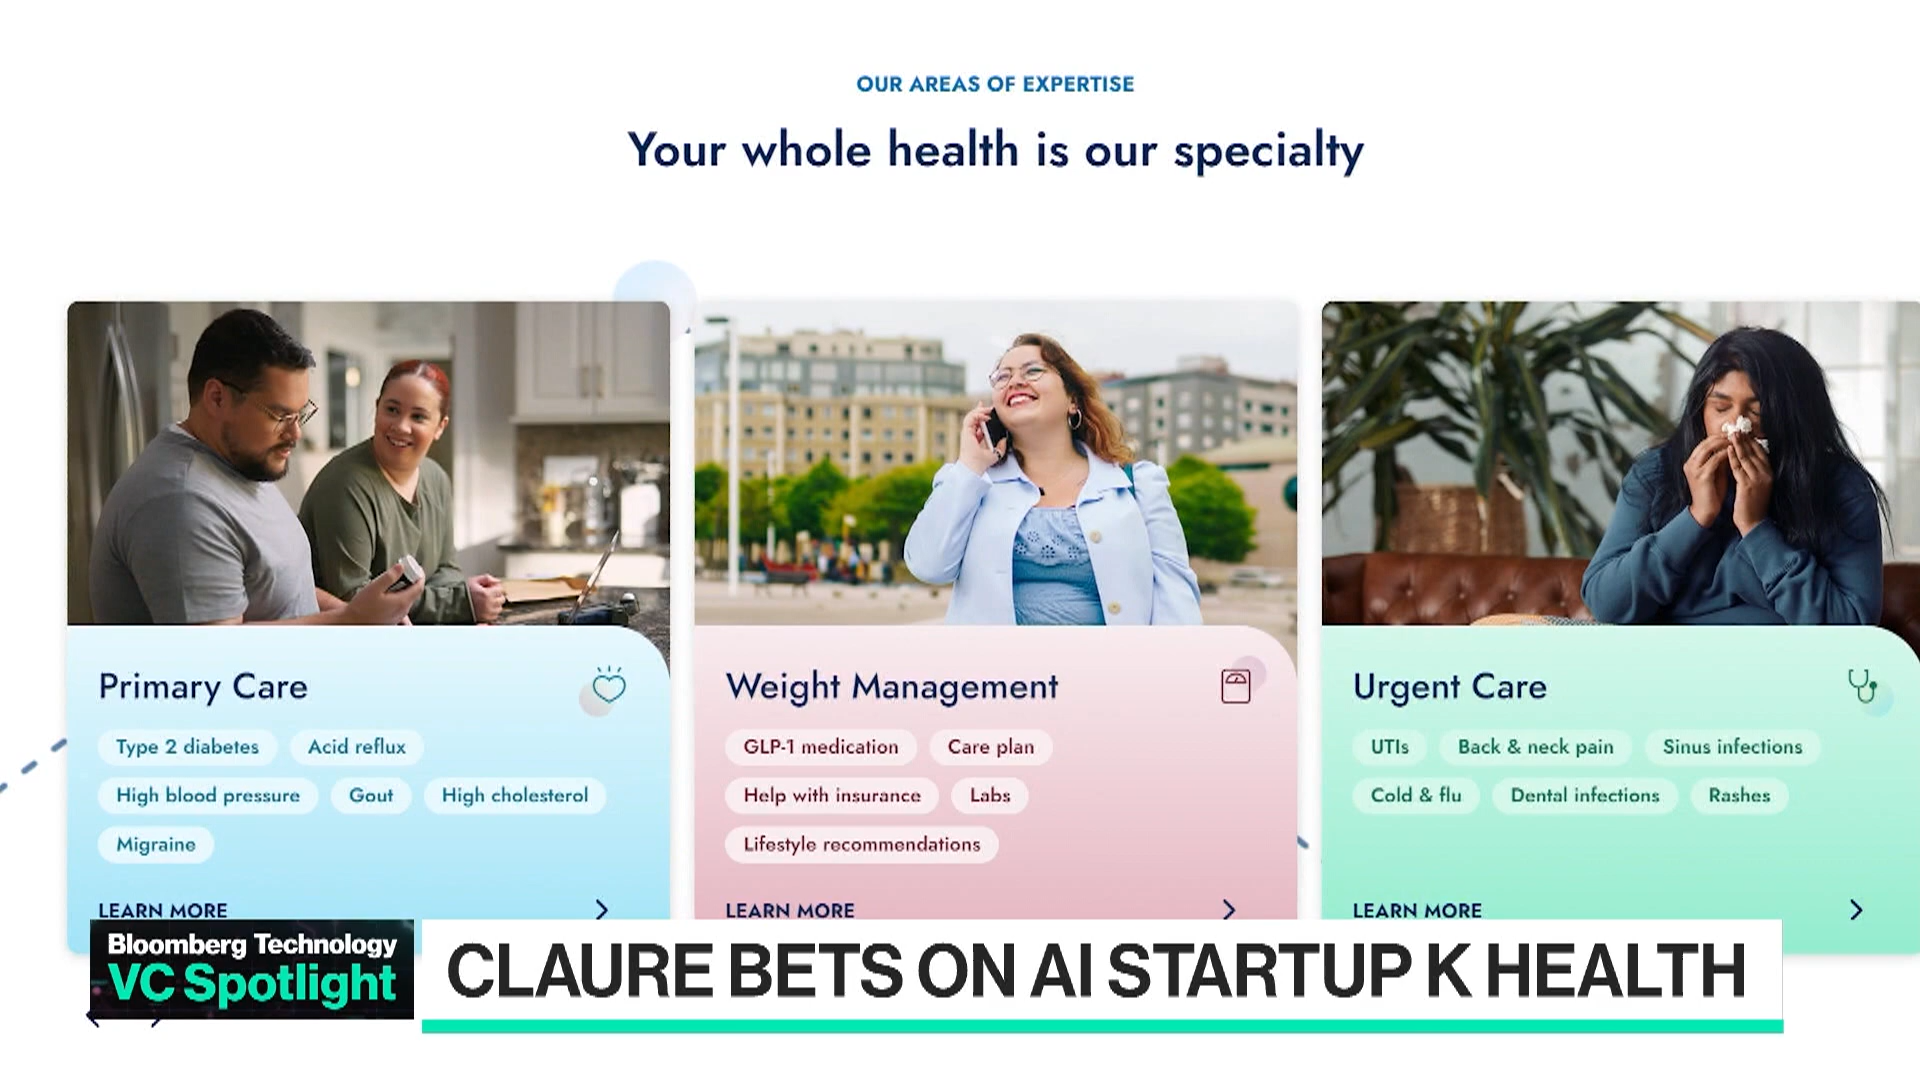 OUR AREAS OF EXPERTISE
Your whole health is our specialty
Primary Care
Type 2 diabetes
Acid reflux
High blood pressure
Gout
High cholesterol
Migraine
LEARN MORE
Weight Management
GLP-1 medication
Care plan
Help with insurance
Labs
Lifestyle recommendations
LEARN MORE
Urgent Care
UTIs
Back & neck pain
Sinus infections
Cold & flu
Dental infections
Rashes
LEARN MORE
Bloomberg Technology
VC Spotlight
CLAURE BETS ON AI STARTUP K HEALTH